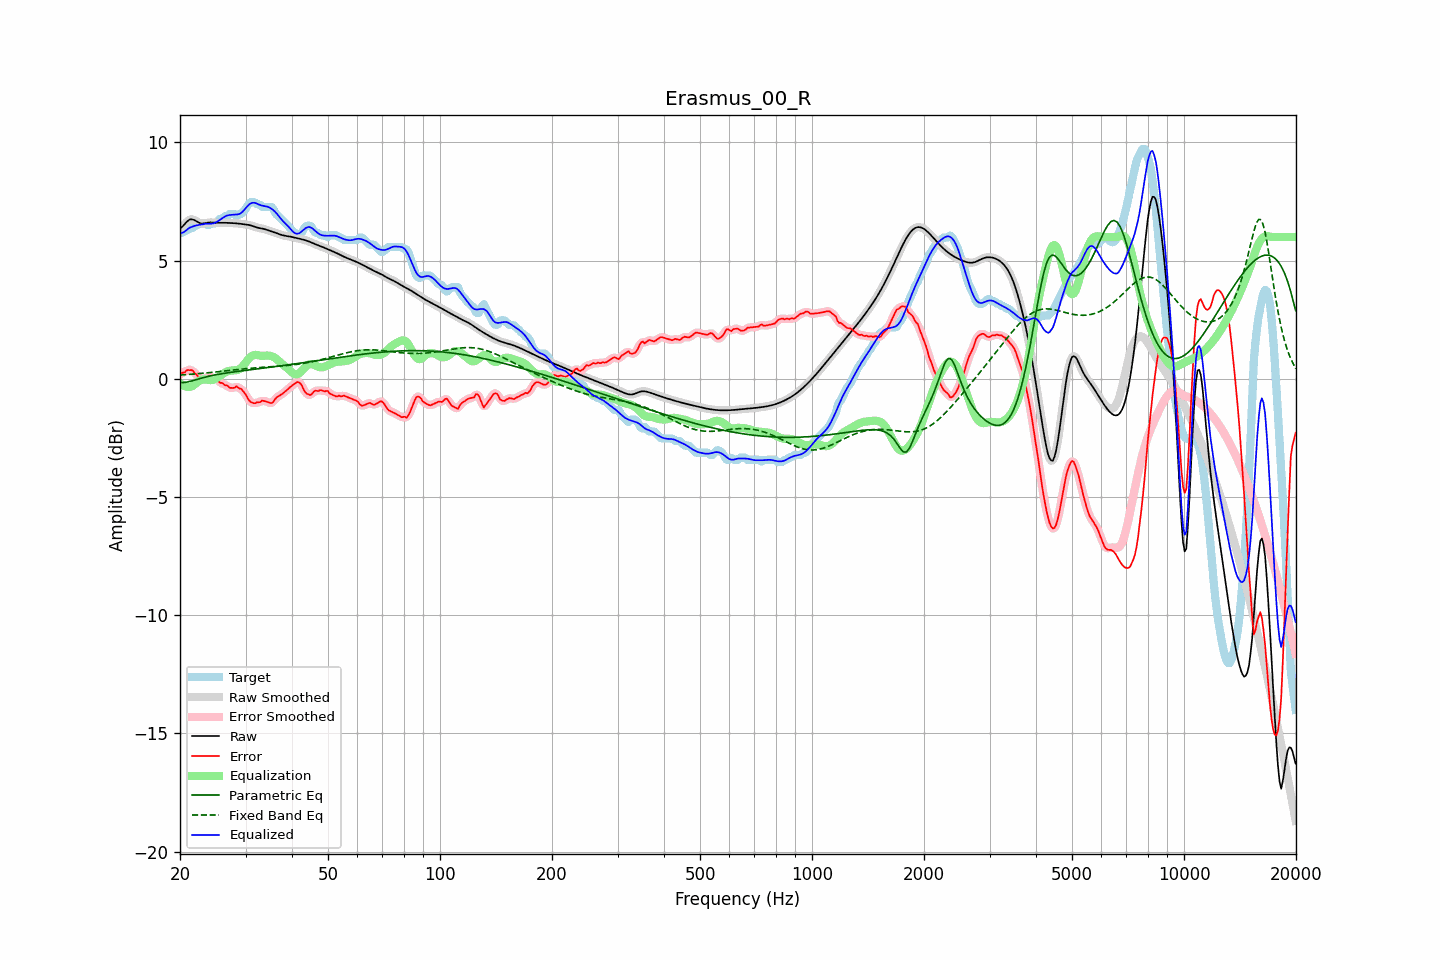 Erasmus_00_R
Amplitude (dBr)
10
5
0
−5
−10
−15
−20
Target
Raw Smoothed
Error Smoothed
Raw
Error
Equalization
Parametric Eq
Fixed Band Eq
Equalized
20 50 100 200 500 1000 2000 5000 10000 20000
Frequency (Hz)